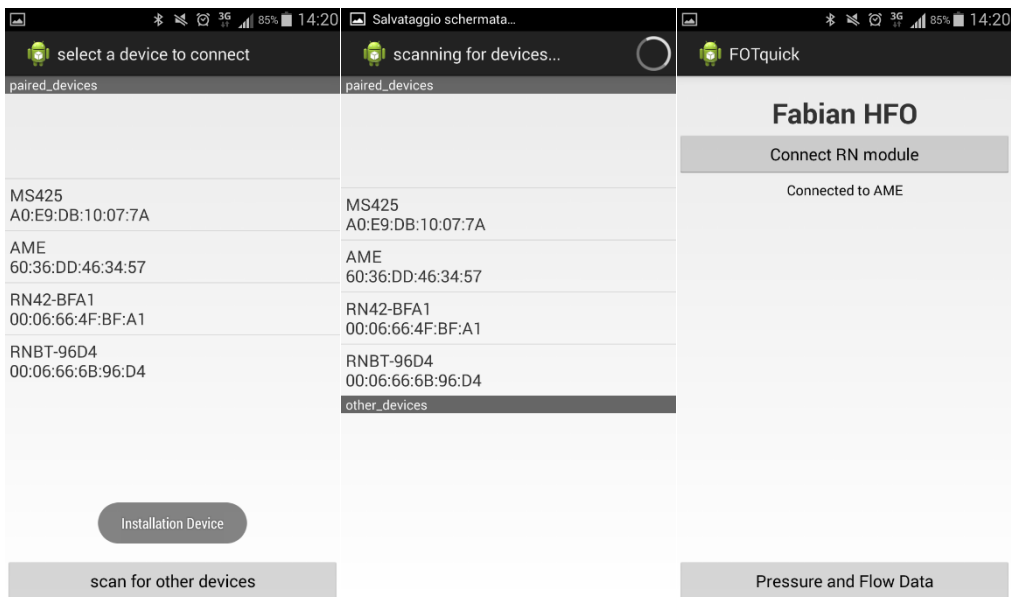 85% 14:20
select a device to connect
paired_devices
MS425
A0:E9:DB:10:07:7A
AME
60:36:DD:46:34:57
RN42-BFA1
00:06:66:4F:BF:A1
RNBT-96D4
00:06:66:6B:96:D4
Installation Device
scan for other devices
Salvataggio schermata...
scanning for devices...
paired_devices
MS425
A0:E9:DB:10:07:7A
AME
60:36:DD:46:34:57
RN42-BFA1
00:06:66:4F:BF:A1
RNBT-96D4
00:06:66:6B:96:D4
other_devices
3G 85% 14:20
FOTquick
Fabian HFO
Connect RN module
Connected to AME
Pressure and Flow Data